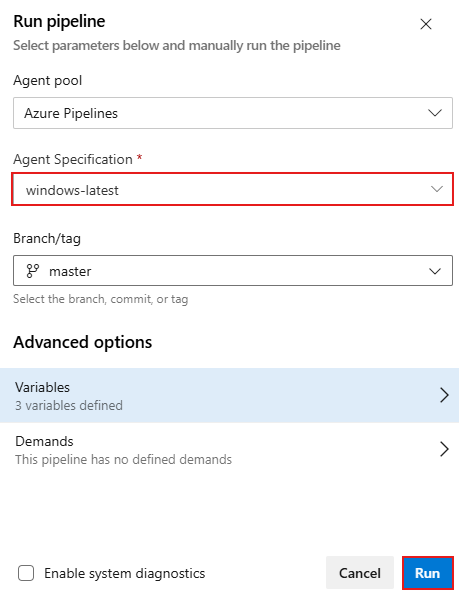 Run pipeline
Select parameters below and manually run the pipeline
Agent pool
Azure Pipelines
Agent Specification *
windows-latest
Branch/tag
master
Select the branch, commit, or tag
Advanced options
Variables
3 variables defined
Demands
This pipeline has no defined demands
Enable system diagnostics
Cancel
Run